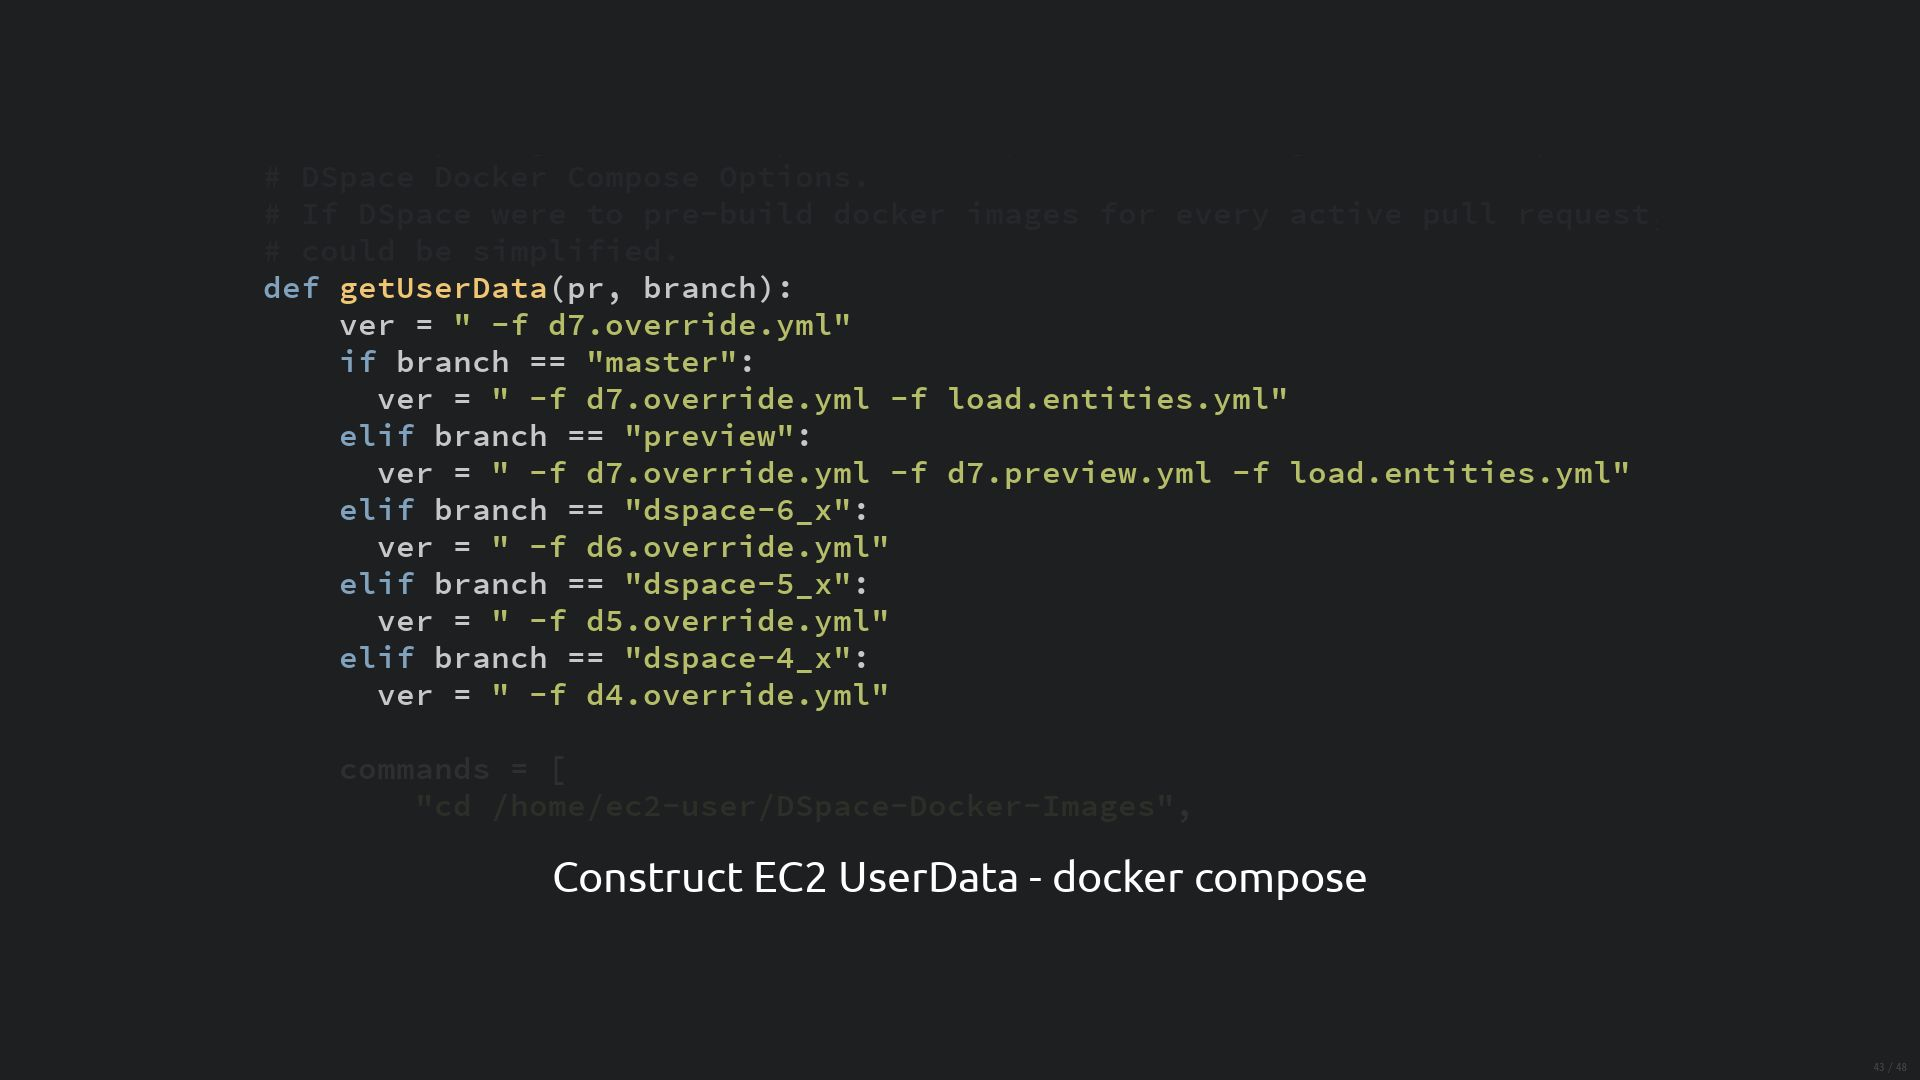 # DSpace Docker Compose Options.
# If DSpace were to pre-build docker images for every active pull request,
# could be simplified.
def getUserData(pr, branch):
    ver = " -f d7.override.yml"
    if branch == "master":
      ver = " -f d7.override.yml -f load.entities.yml"
    elif branch == "preview":
      ver = " -f d7.override.yml -f d7.preview.yml -f load.entities.yml"
    elif branch == "dspace-6_x":
      ver = " -f d6.override.yml"
    elif branch == "dspace-5_x":
      ver = " -f d5.override.yml"
    elif branch == "dspace-4_x":
      ver = " -f d4.override.yml"
    commands = [
        "cd /home/ec2-user/DSpace-Docker-Images",
Construct EC2 UserData - docker compose
43 / 48